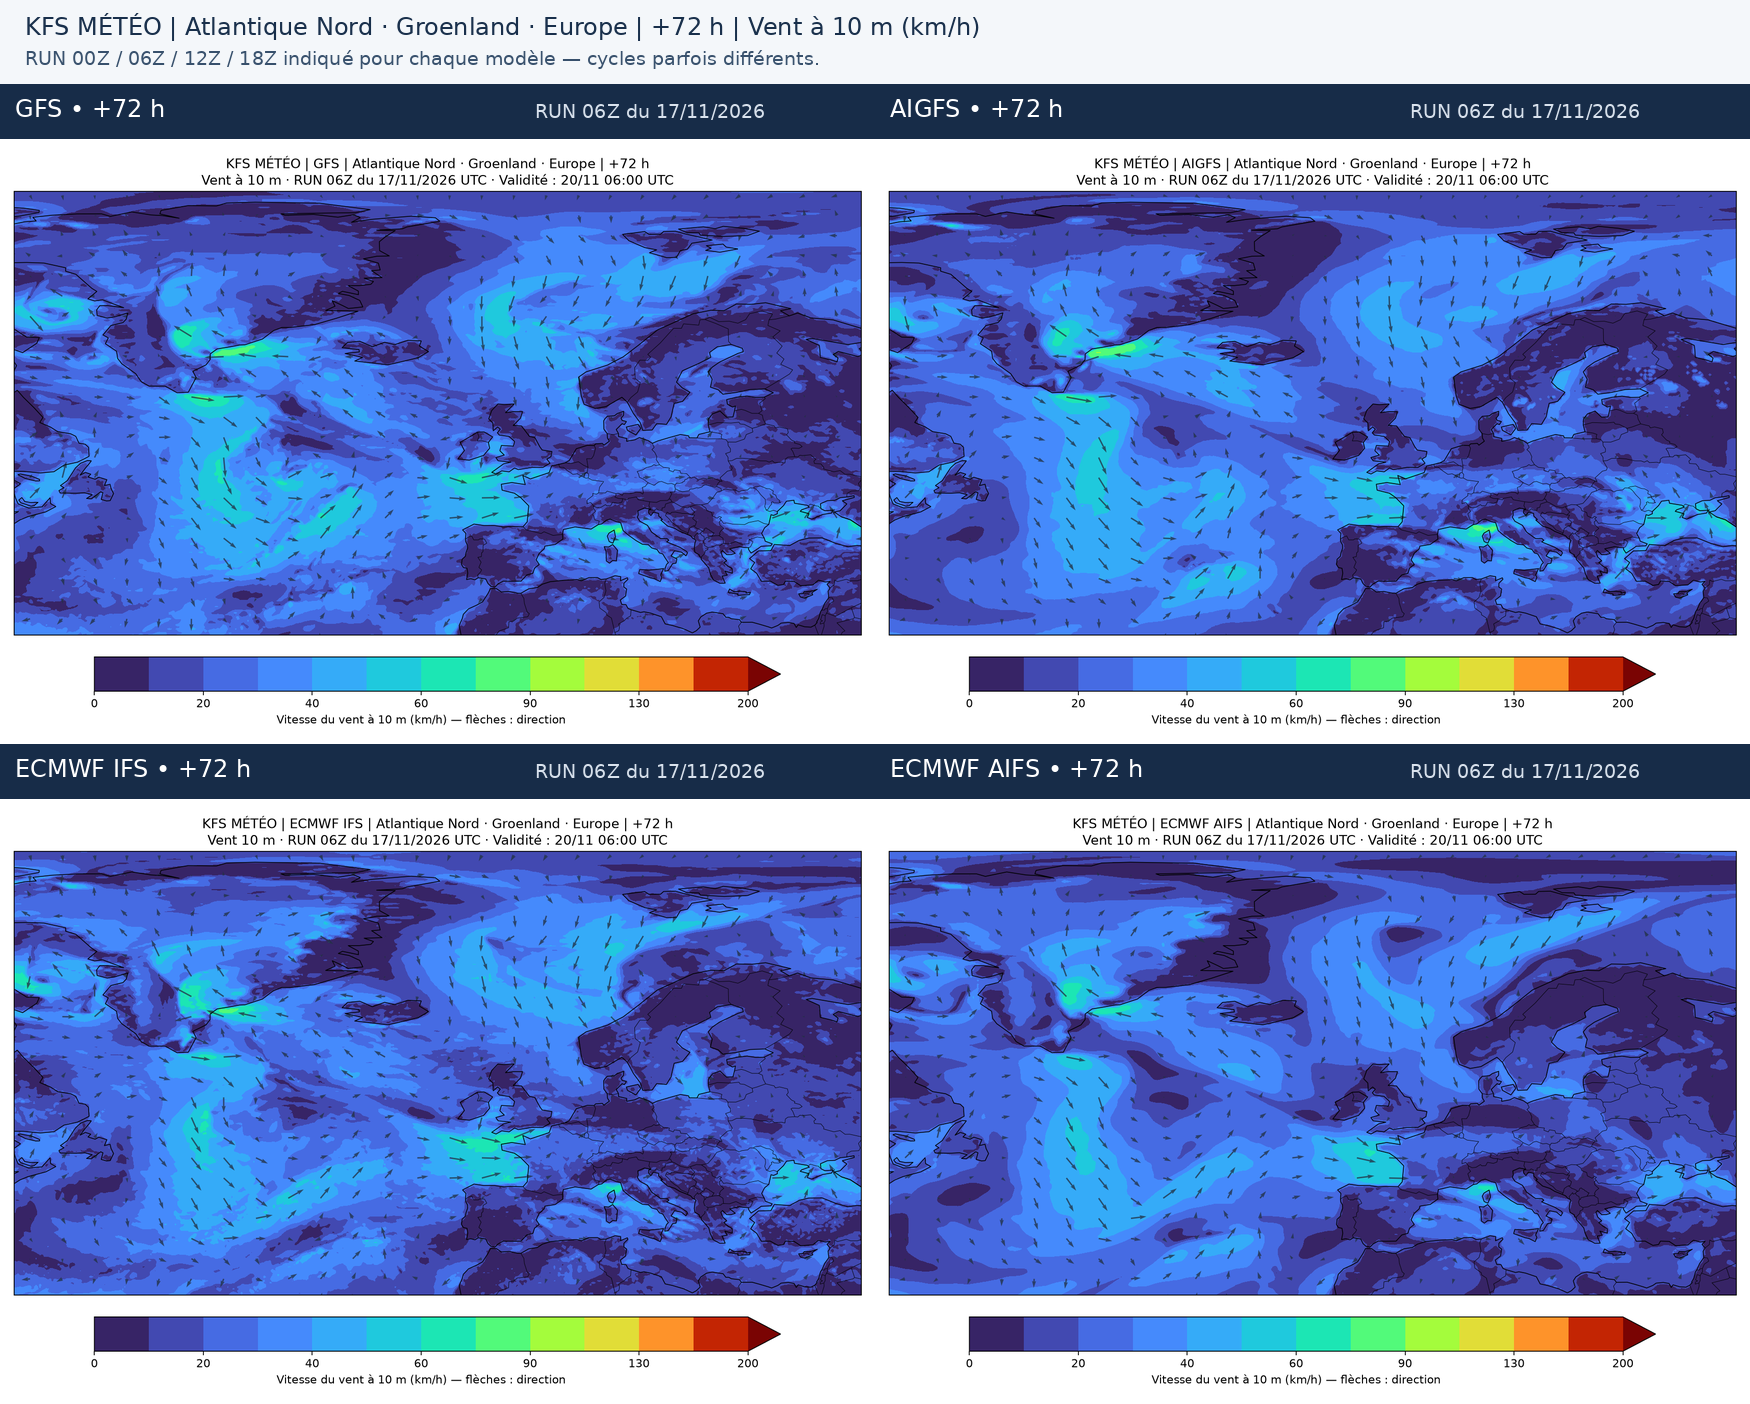 KFS MÉTÉO | Atlantique Nord · Groenland · Europe | +72 h | Vent à 10 m (km/h)
RUN 00Z / 06Z / 12Z / 18Z indiqué pour chaque modèle — cycles parfois différents.
GFS • +72 h RUN 06Z du 17/11/2026
KFS MÉTÉO | GFS | Atlantique Nord · Groenland · Europe | +72 h
Vent à 10 m · RUN 06Z du 17/11/2026 UTC · Validité : 20/11 06:00 UTC
0 20 40 60 90 130 200
Vitesse du vent à 10 m (km/h) — flèches : direction
AIGFS • +72 h RUN 06Z du 17/11/2026
KFS MÉTÉO | AIGFS | Atlantique Nord · Groenland · Europe | +72 h
Vent à 10 m · RUN 06Z du 17/11/2026 UTC · Validité : 20/11 06:00 UTC
0 20 40 60 90 130 200
Vitesse du vent à 10 m (km/h) — flèches : direction
ECMWF IFS • +72 h RUN 06Z du 17/11/2026
KFS MÉTÉO | ECMWF IFS | Atlantique Nord · Groenland · Europe | +72 h
Vent 10 m · RUN 06Z du 17/11/2026 UTC · Validité : 20/11 06:00 UTC
0 20 40 60 90 130 200
Vitesse du vent à 10 m (km/h) — flèches : direction
ECMWF AIFS • +72 h RUN 06Z du 17/11/2026
KFS MÉTÉO | ECMWF AIFS | Atlantique Nord · Groenland · Europe | +72 h
Vent 10 m · RUN 06Z du 17/11/2026 UTC · Validité : 20/11 06:00 UTC
0 20 40 60 90 130 200
Vitesse du vent à 10 m (km/h) — flèches : direction